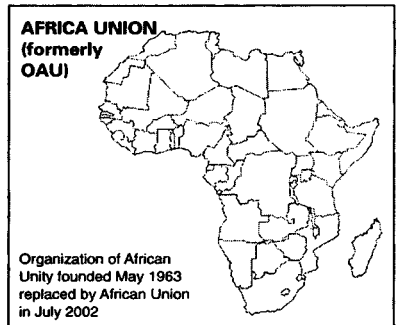 AFRICA UNION
(formerly
OAU)
Organization of African
Unity founded May 1963
replaced by African Union
in July 2002